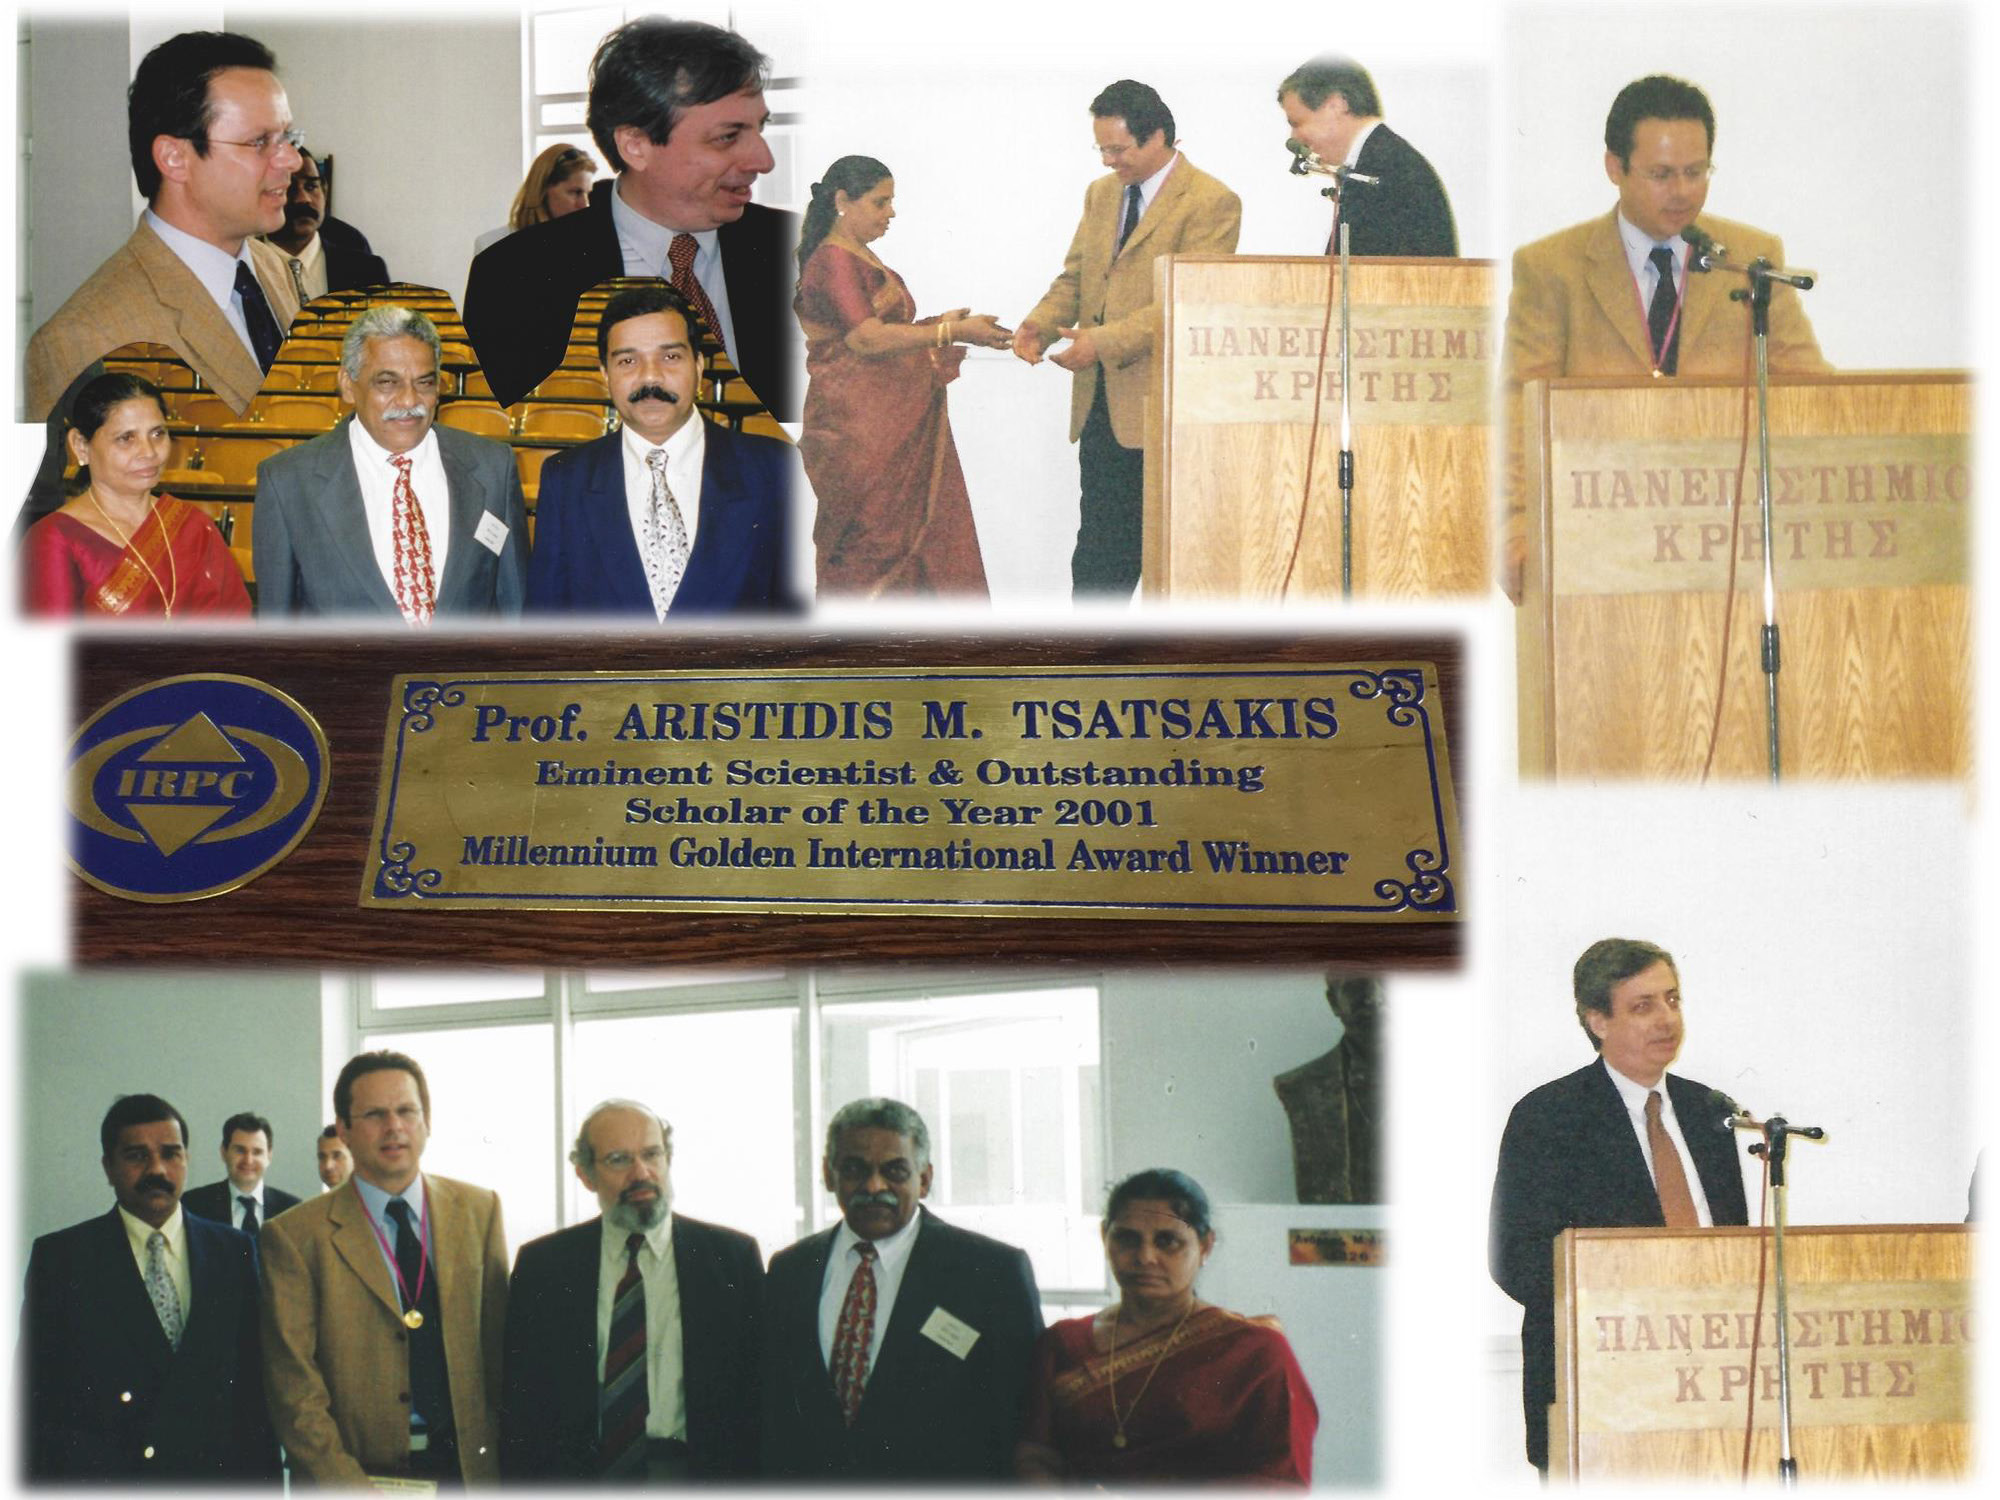 ΠΑΝΕΠΙΣΤΗΜΙ
ΚΡΗΤΗΣ
ΠΑΝΕΠΙΣΤΗΜΙΟ
ΚΡΗΤΗΣ
IRPC
Prof. ARISTIDIS M. TSATSAKIS
Eminent Scientist & Outstanding
Scholar of the Year 2001
Millennium Golden International Award Winner
ΠΑΝΕΠΙΣΤΗΜΙΟ
ΚΡΗΤΗΣ